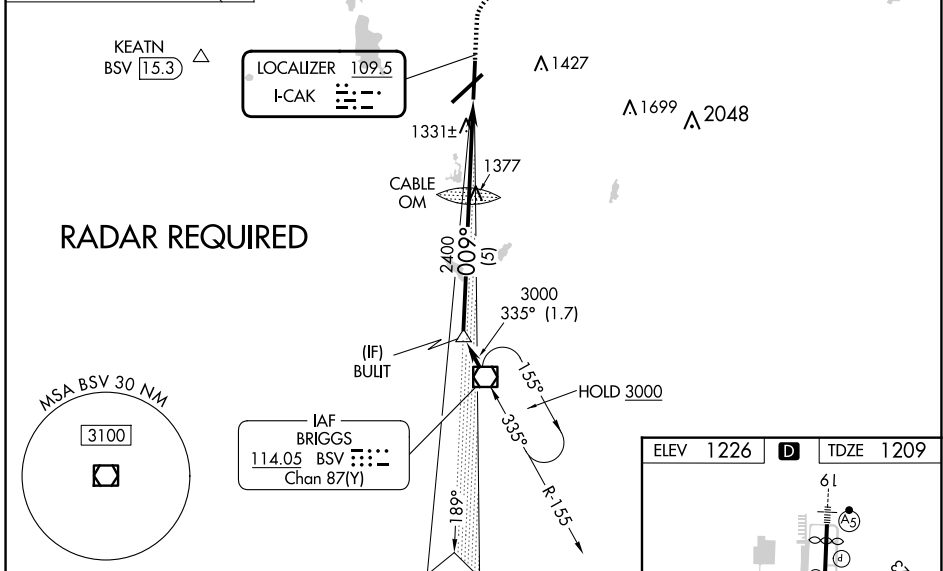 KEATN
BSV 15.3
LOCALIZER 109.5
I-CAK
1427
1699
2048
1331±
1377
CABLE
OM
RADAR REQUIRED
2400
009°
(5)
3000
335° (1.7)
(IF)
BULIT
155°
HOLD 3000
335°
R-155
MSA BSV 30 NM
3100
IAF
BRIGGS
114.05 BSV
Chan 87(Y)
189°
ELEV 1226 D TDZE 1209
19
A5
P